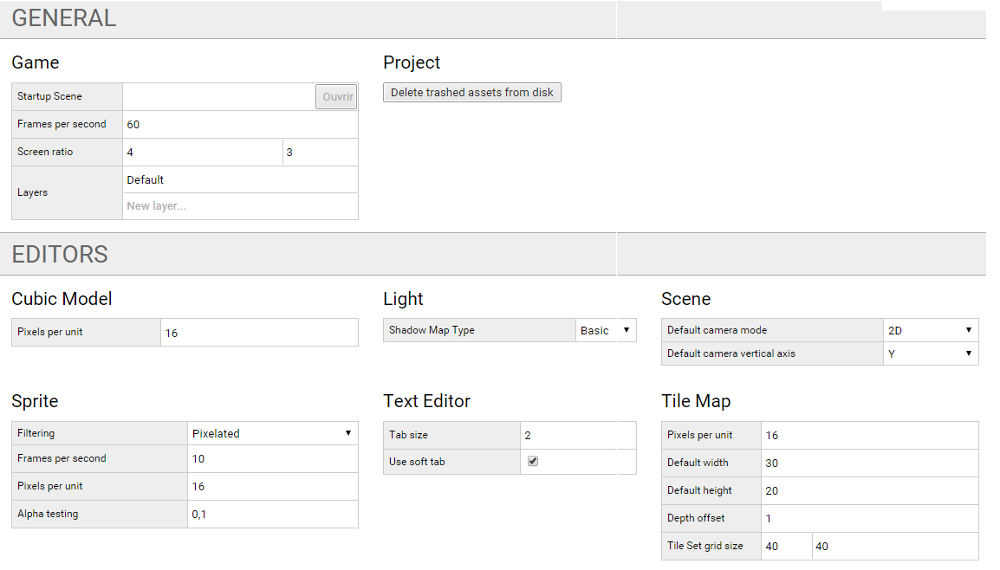 GENERAL
Game
Startup Scene Ouvrir
Frames per second 60
Screen ratio 4 3
Layers
Default
New layer...
Project
Delete trashed assets from disk
EDITORS
Cubic Model
Pixels per unit 16
Light
Shadow Map Type Basic
Scene
Default camera mode 2D
Default camera vertical axis Y
Sprite
Filtering Pixelated
Frames per second 10
Pixels per unit 16
Alpha testing 0,1
Text Editor
Tab size 2
Use soft tab
Tile Map
Pixels per unit 16
Default width 30
Default height 20
Depth offset 1
Tile Set grid size 40 40